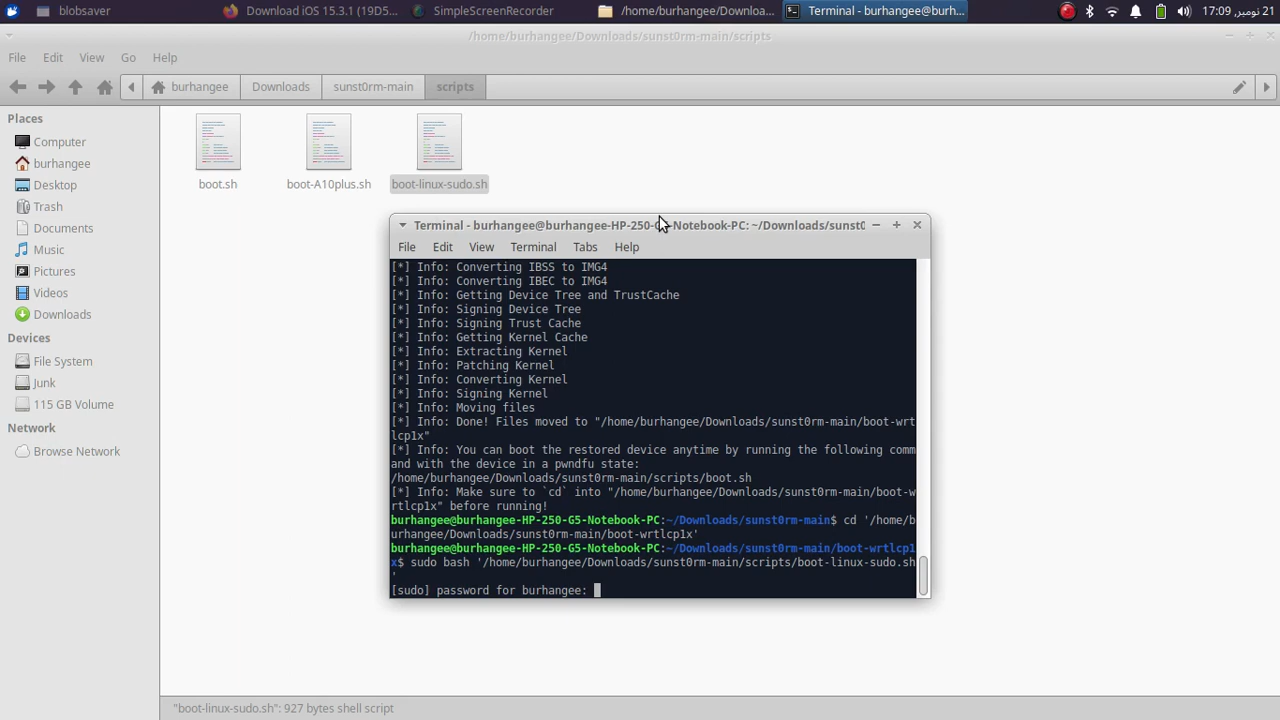 blobsaver
Download iOS 15.3.1 (19D5...
SimpleScreenRecorder
/home/burhangee/Downloa...
Terminal - burhangee@burh...
21 نومبر, 17:09
/home/burhangee/Downloads/sunst0rm-main/scripts
File Edit View Go Help
burhangee Downloads sunst0rm-main scripts
Places
Computer
burhangee
Desktop
Trash
Documents
Music
Pictures
Videos
Downloads
Devices
File System
Junk
115 GB Volume
Network
Browse Network
boot.sh
boot-A10plus.sh
boot-linux-sudo.sh
Terminal - burhangee@burhangee-HP-250-G5-Notebook-PC: ~/Downloads/sunst0
File Edit View Terminal Tabs Help
[*] Info: Converting IBSS to IMG4
[*] Info: Converting IBEC to IMG4
[*] Info: Getting Device Tree and TrustCache
[*] Info: Signing Device Tree
[*] Info: Signing Trust Cache
[*] Info: Getting Kernel Cache
[*] Info: Extracting Kernel
[*] Info: Patching Kernel
[*] Info: Converting Kernel
[*] Info: Signing Kernel
[*] Info: Moving files
[*] Info: Done! Files moved to "/home/burhangee/Downloads/sunst0rm-main/boot-wrt
lcp1x"
[*] Info: You can boot the restored device anytime by running the following comm
and with the device in a pwndfu state:
/home/burhangee/Downloads/sunst0rm-main/scripts/boot.sh
[*] Info: Make sure to `cd` into "/home/burhangee/Downloads/sunst0rm-main/boot-w
rtlcp1x" before running!
burhangee@burhangee-HP-250-G5-Notebook-PC:~/Downloads/sunst0rm-main$ cd '/home/b
urhangee/Downloads/sunst0rm-main/boot-wrtlcp1x'
burhangee@burhangee-HP-250-G5-Notebook-PC:~/Downloads/sunst0rm-main/boot-wrtlcp1
x$ sudo bash '/home/burhangee/Downloads/sunst0rm-main/scripts/boot-linux-sudo.sh
'
[sudo] password for burhangee:
"boot-linux-sudo.sh": 927 bytes shell script